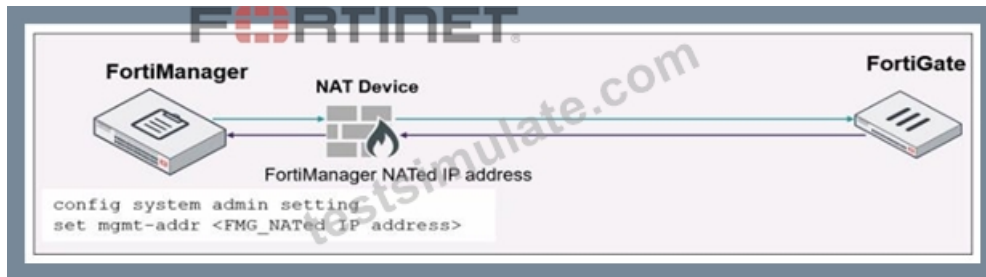 FORTINET®
FortiManager
NAT Device
FortiGate
FortiManager NATed IP address
config system admin setting
set mgmt-addr <FMG_NATed IP address>
testsimulate.com